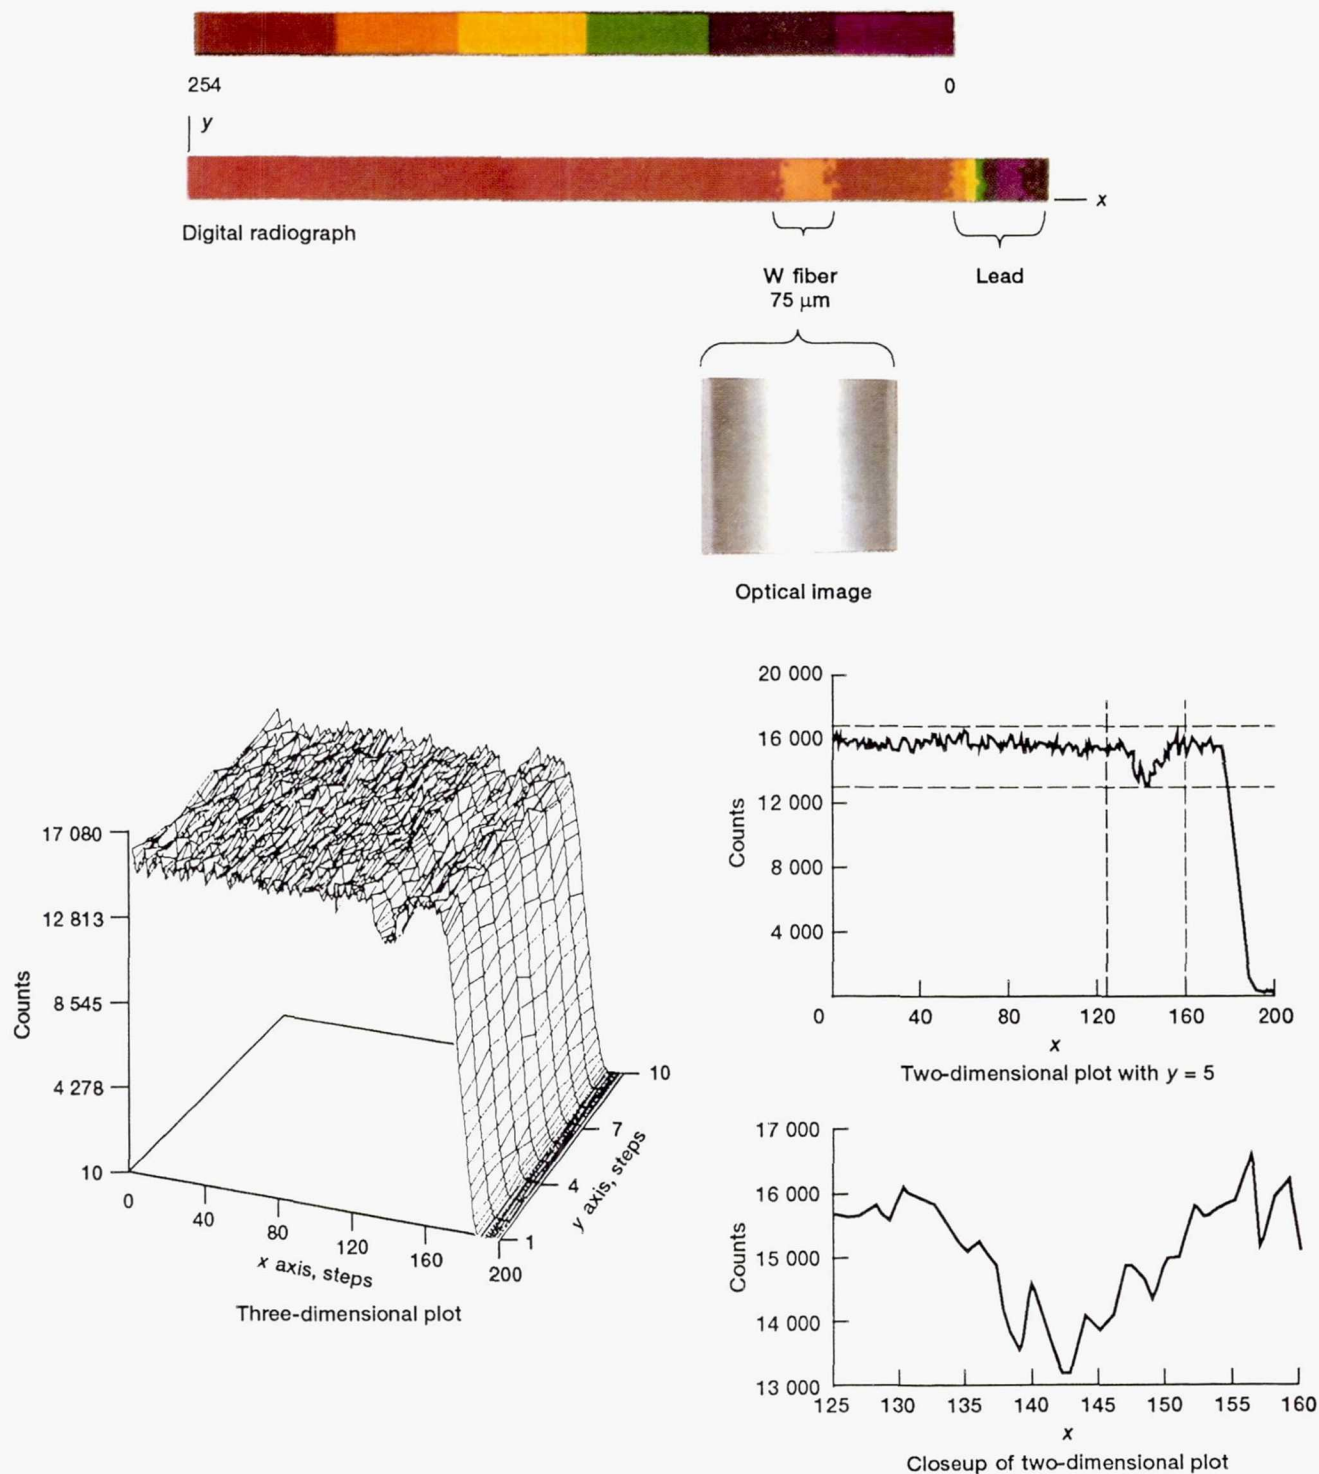 254
0
y
x
Digital radiograph
W fiber
75 μm
Lead
Optical image
17 080
12 813
8 545
4 278
10
Counts
0
40
80
120
160
200
x axis, steps
1
4
7
10
y axis, steps
Three-dimensional plot
20 000
16 000
12 000
8 000
4 000
Counts
0
40
80
120
160
200
x
Two-dimensional plot with y = 5
17 000
16 000
15 000
14 000
13 000
Counts
125
130
135
140
145
150
155
160
x
Closeup of two-dimensional plot